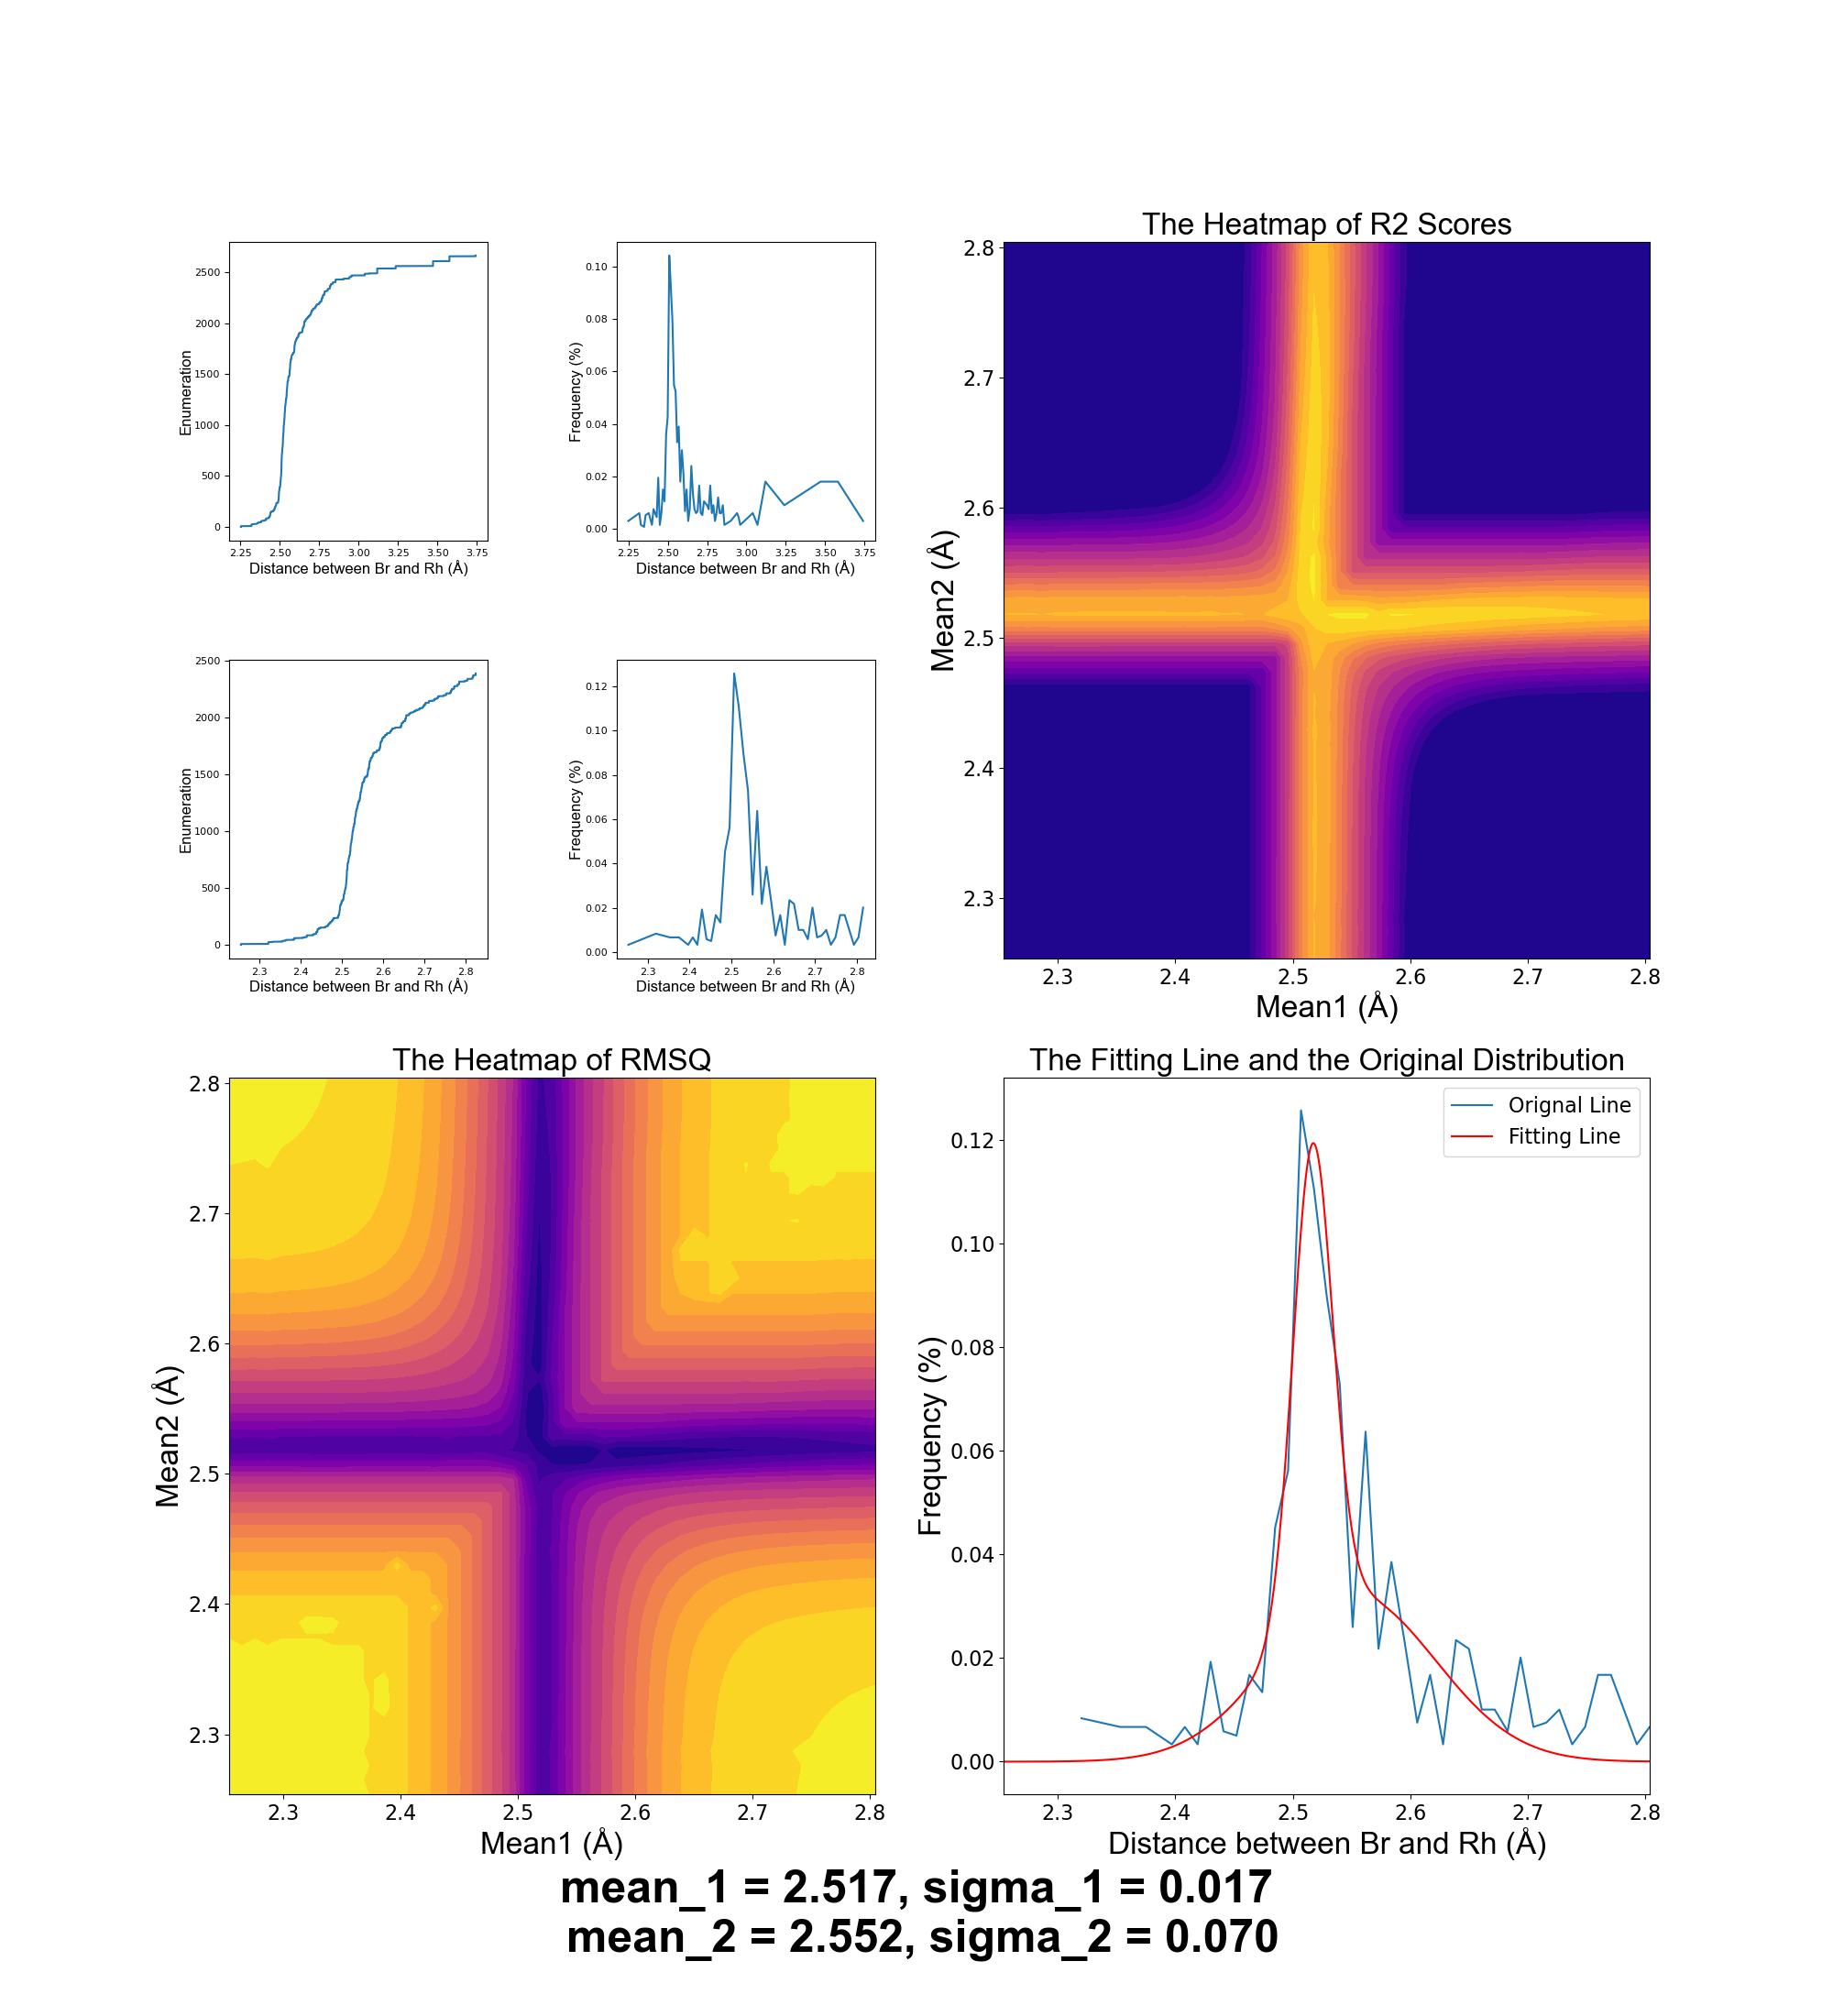 The Heatmap of R2 Scores
2500
2000
1500
1000
500
0
Enumeration
2.25 2.50 2.75 3.00 3.25 3.50 3.75
Distance between Br and Rh (Å)
0.10
0.08
0.06
0.04
0.02
0.00
Frequency (%)
2.25 2.50 2.75 3.00 3.25 3.50 3.75
Distance between Br and Rh (Å)
2.8
2.7
2.6
2.5
2.4
2.3
Mean2 (Å)
2.3 2.4 2.5 2.6 2.7 2.8
Mean1 (Å)
2500
2000
1500
1000
500
0
Enumeration
2.3 2.4 2.5 2.6 2.7 2.8
Distance between Br and Rh (Å)
0.12
0.10
0.08
0.06
0.04
0.02
0.00
Frequency (%)
2.3 2.4 2.5 2.6 2.7 2.8
Distance between Br and Rh (Å)
The Heatmap of RMSQ
2.8
2.7
2.6
2.5
2.4
2.3
Mean2 (Å)
2.3 2.4 2.5 2.6 2.7 2.8
Mean1 (Å)
The Fitting Line and the Original Distribution
Orignal Line
Fitting Line
0.12
0.10
0.08
0.06
0.04
0.02
0.00
Frequency (%)
2.3 2.4 2.5 2.6 2.7 2.8
Distance between Br and Rh (Å)
mean_1 = 2.517, sigma_1 = 0.017
mean_2 = 2.552, sigma_2 = 0.070